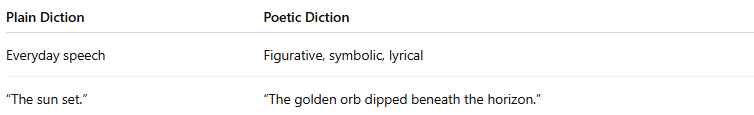 Plain Diction Poetic Diction
Everyday speech Figurative, symbolic, lyrical
“The sun set.” “The golden orb dipped beneath the horizon.”